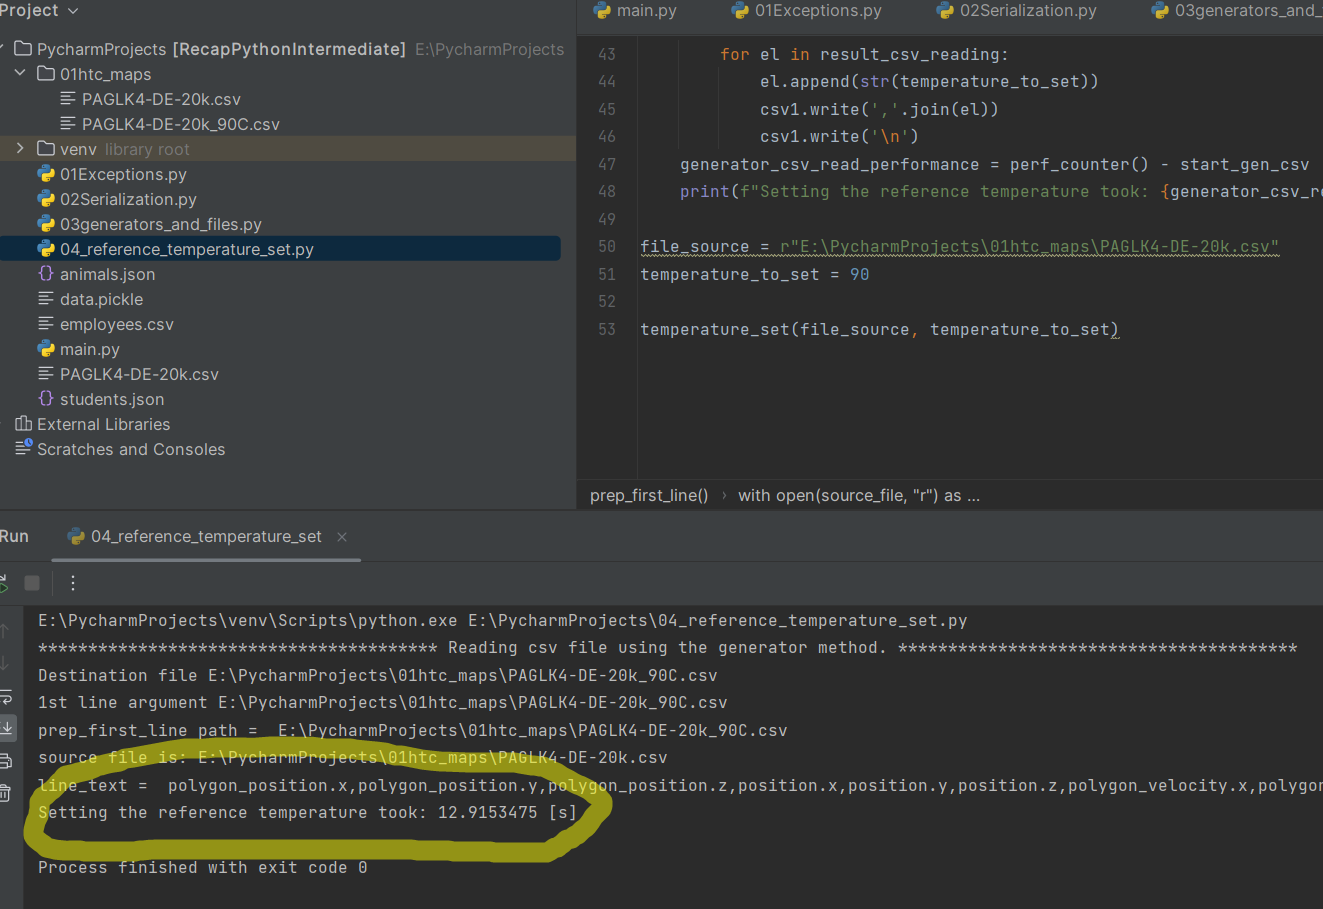 Project
main.py
01Exceptions.py
02Serialization.py
03generators_and_
PycharmProjects [RecapPythonIntermediate] E:\PycharmProjects
01htc_maps
PAGLK4-DE-20k.csv
PAGLK4-DE-20k_90C.csv
venv library root
01Exceptions.py
02Serialization.py
03generators_and_files.py
04_reference_temperature_set.py
animals.json
data.pickle
employees.csv
main.py
PAGLK4-DE-20k.csv
students.json
External Libraries
Scratches and Consoles
43 for el in result_csv_reading:
44 el.append(str(temperature_to_set))
45 csv1.write(','.join(el))
46 csv1.write('\n')
47 generator_csv_read_performance = perf_counter() - start_gen_csv
48 print(f"Setting the reference temperature took: {generator_csv_re
49
50 file_source = r"E:\PycharmProjects\01htc_maps\PAGLK4-DE-20k.csv"
51 temperature_to_set = 90
52
53 temperature_set(file_source, temperature_to_set)
prep_first_line() › with open(source_file, "r") as ...
Run
04_reference_temperature_set
E:\PycharmProjects\venv\Scripts\python.exe E:\PycharmProjects\04_reference_temperature_set.py
**************************************** Reading csv file using the generator method. ****************************************
Destination file E:\PycharmProjects\01htc_maps\PAGLK4-DE-20k_90C.csv
1st line argument E:\PycharmProjects\01htc_maps\PAGLK4-DE-20k_90C.csv
prep_first_line path =  E:\PycharmProjects\01htc_maps\PAGLK4-DE-20k_90C.csv
source file is: E:\PycharmProjects\01htc_maps\PAGLK4-DE-20k.csv
line_text =  polygon_position.x,polygon_position.y,polygon_position.z,position.x,position.y,position.z,polygon_velocity.x,polygon
Setting the reference temperature took: 12.9153475 [s]
Process finished with exit code 0